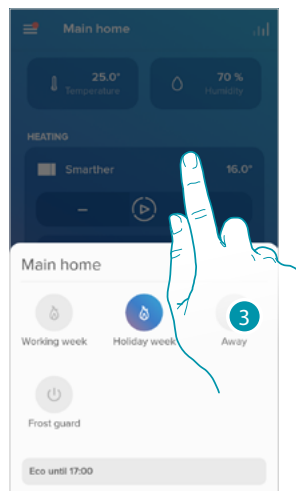 Main home
25.0°
Temperature
70 %
Humidity
HEATING
Smarther
16.0°
Main home
Working week
Holiday week
Away
3
Frost guard
Eco until 17:00